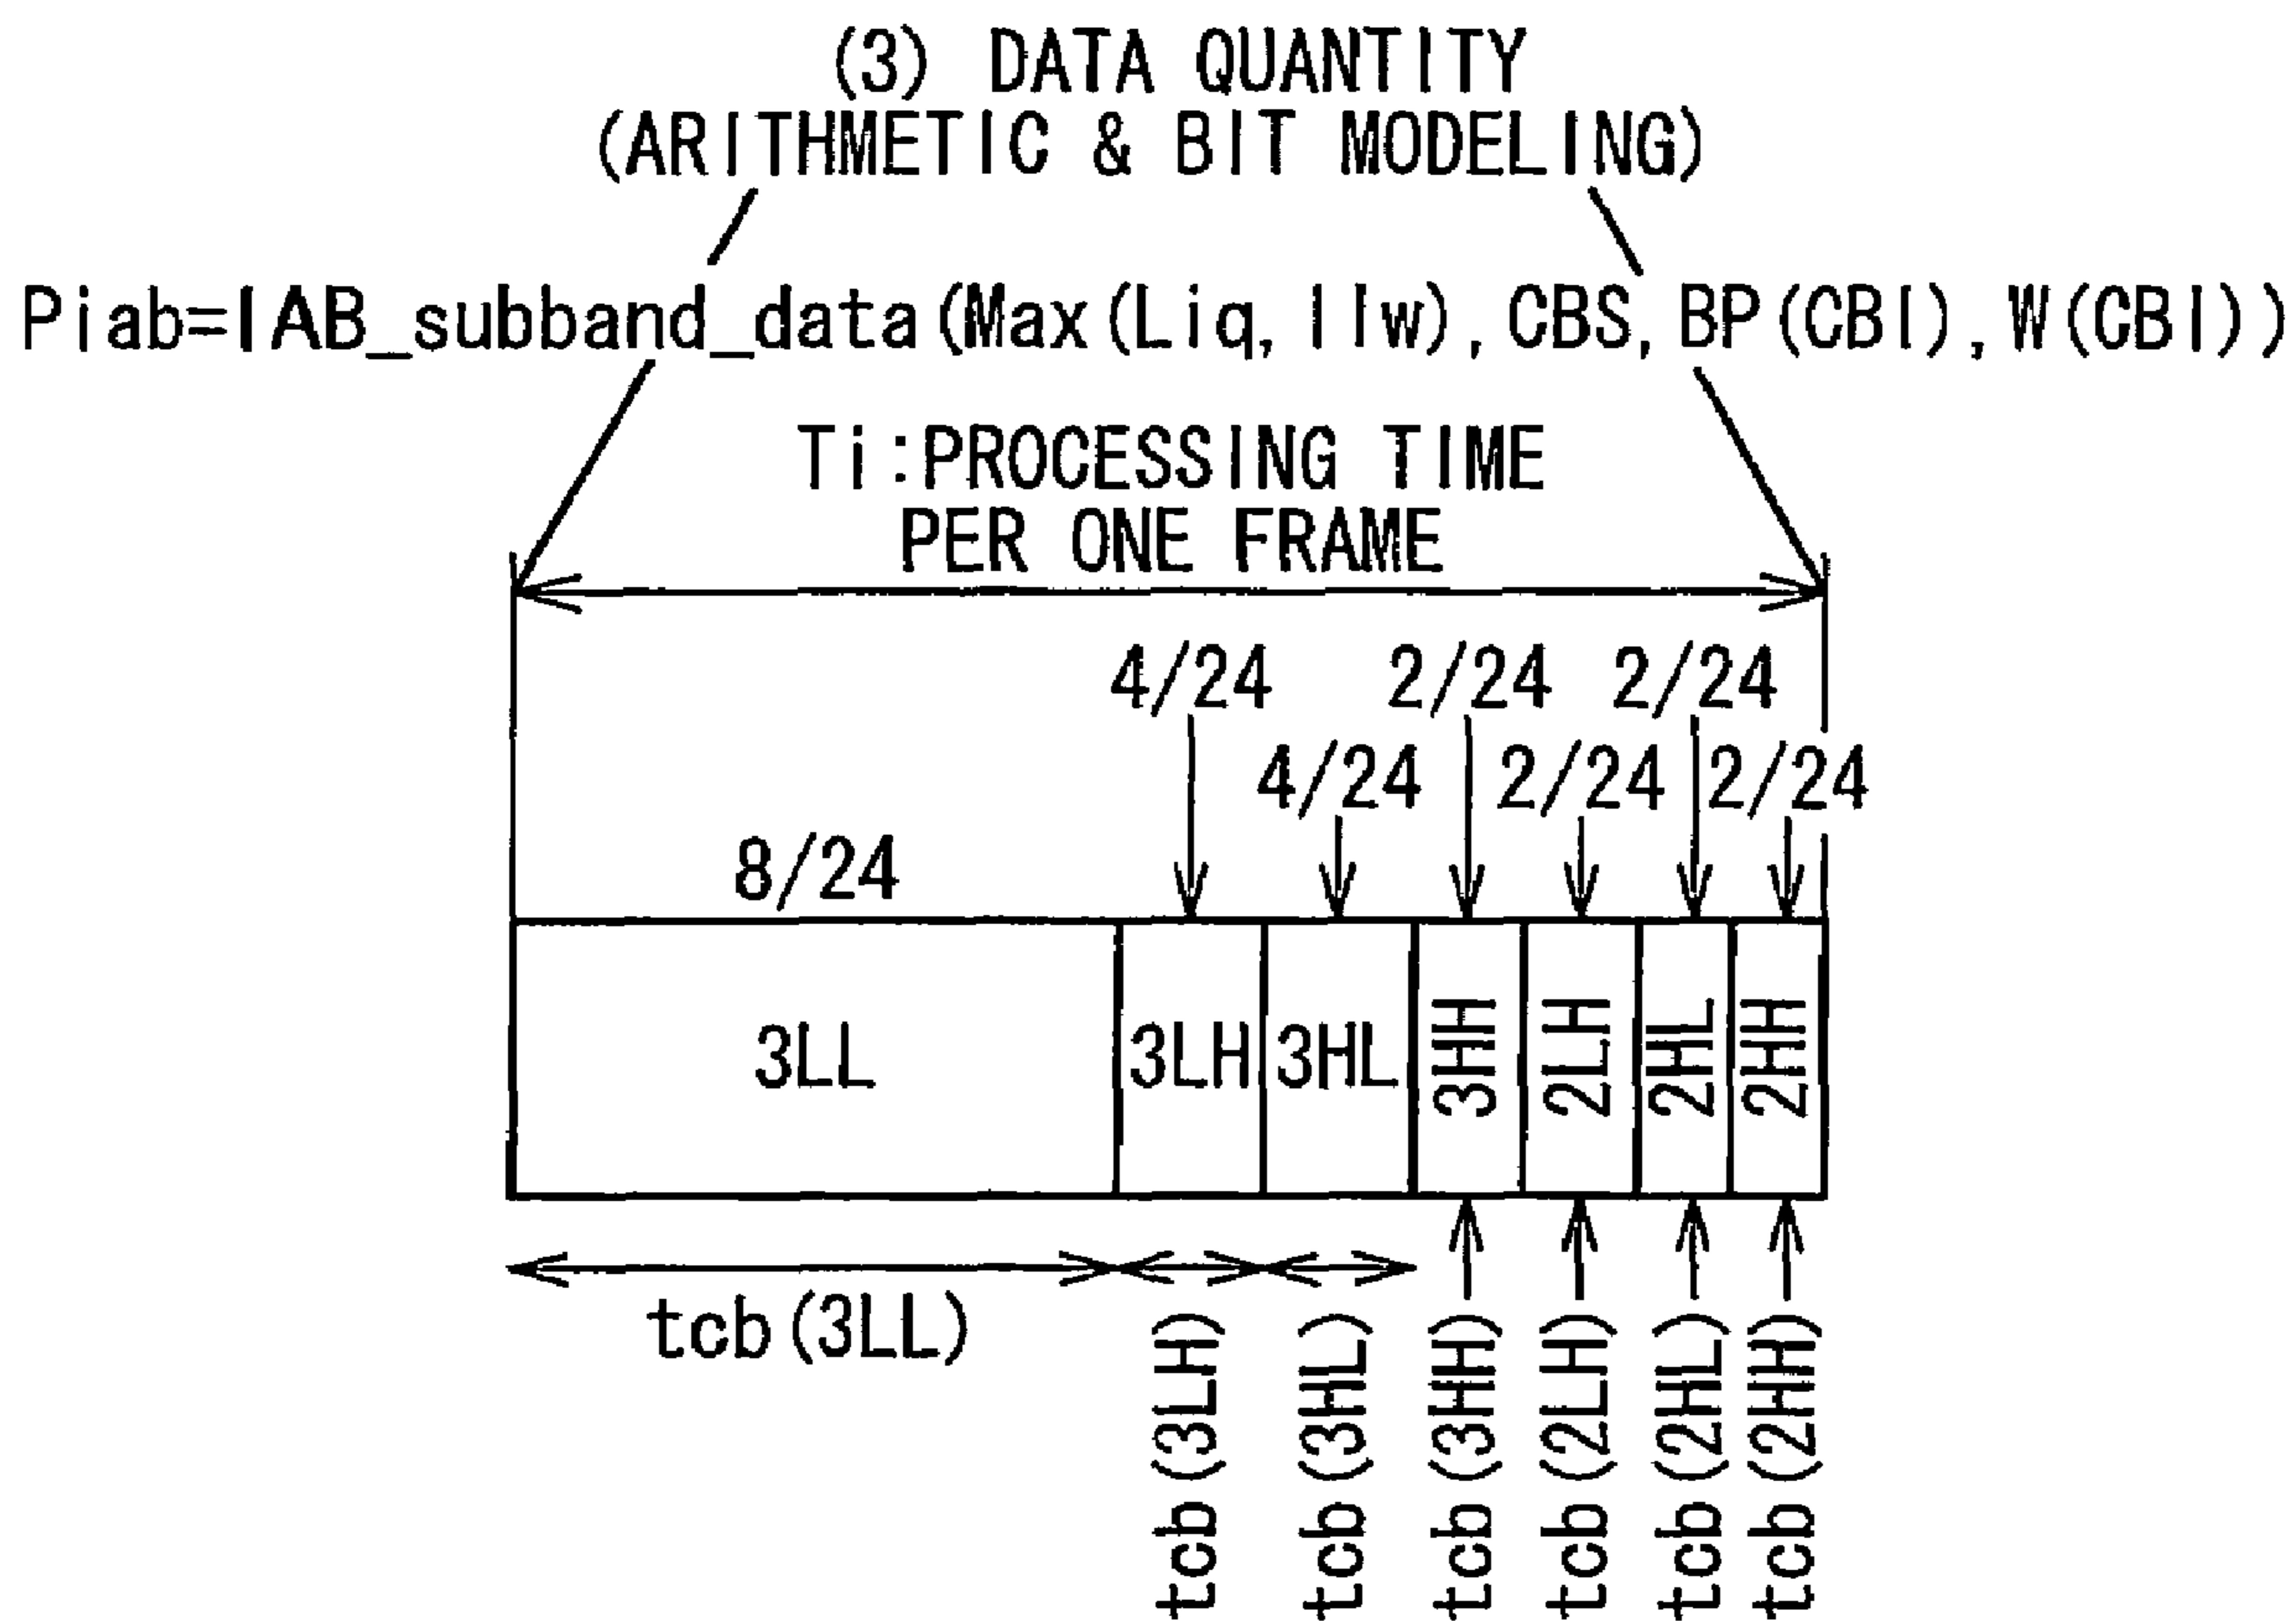 (3) DATA QUANTITY
(ARITHMETIC & BIT MODELING)
Piab=IAB_subband_data(Max(Liq, Ilw), CBS, BP(CBI), W(CBI))
Ti:PROCESSING TIME
PER ONE FRAME
4/24 2/24 2/24
4/24 2/24 2/24
8/24
3LL 3LH 3HL 3HH 2LH 2HL 2HH
tcb(3LL) tcb(3LH) tcb(3HL) tcb(3HH) tcb(2LH) tcb(2HL) tcb(2HH)